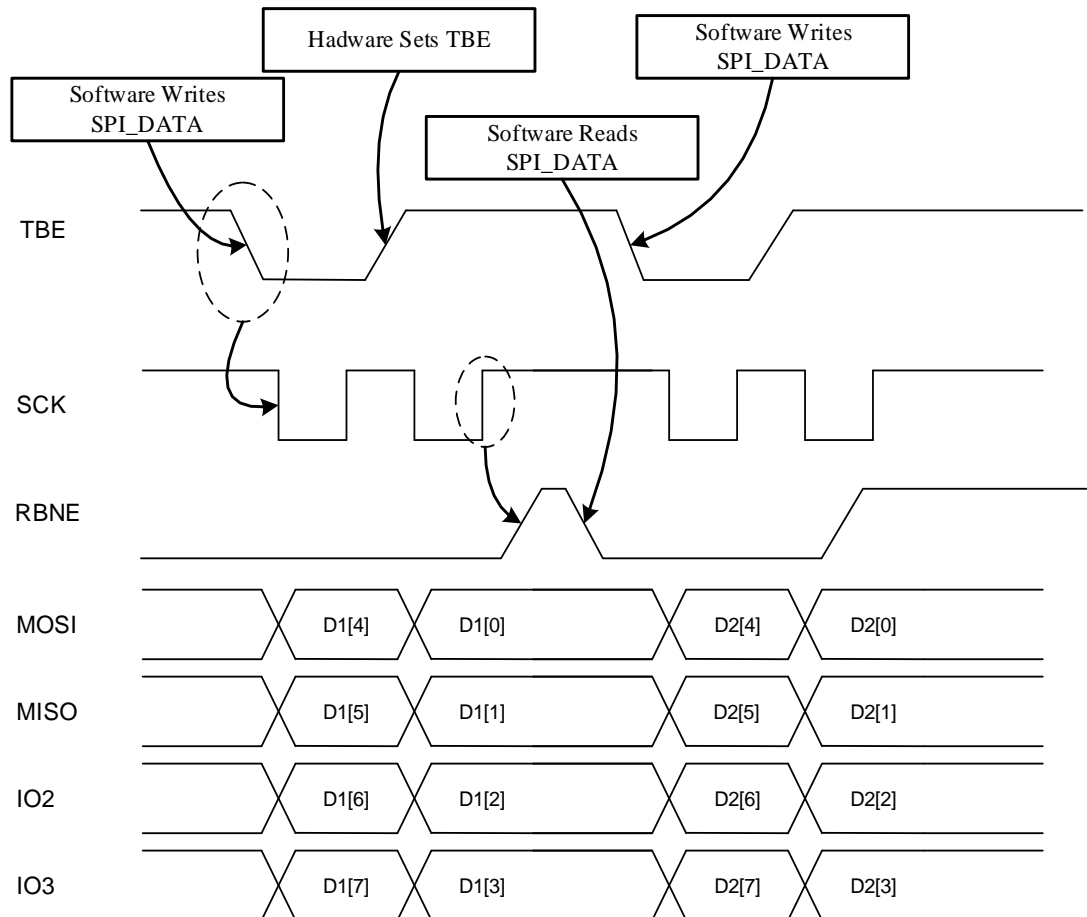 Hadware Sets TBE
Software Writes
SPI_DATA
Software Writes
SPI_DATA
Software Reads
SPI_DATA
TBE
SCK
RBNE
MOSI D1[4] D1[0] D2[4] D2[0]
MISO D1[5] D1[1] D2[5] D2[1]
IO2 D1[6] D1[2] D2[6] D2[2]
IO3 D1[7] D1[3] D2[7] D2[3]